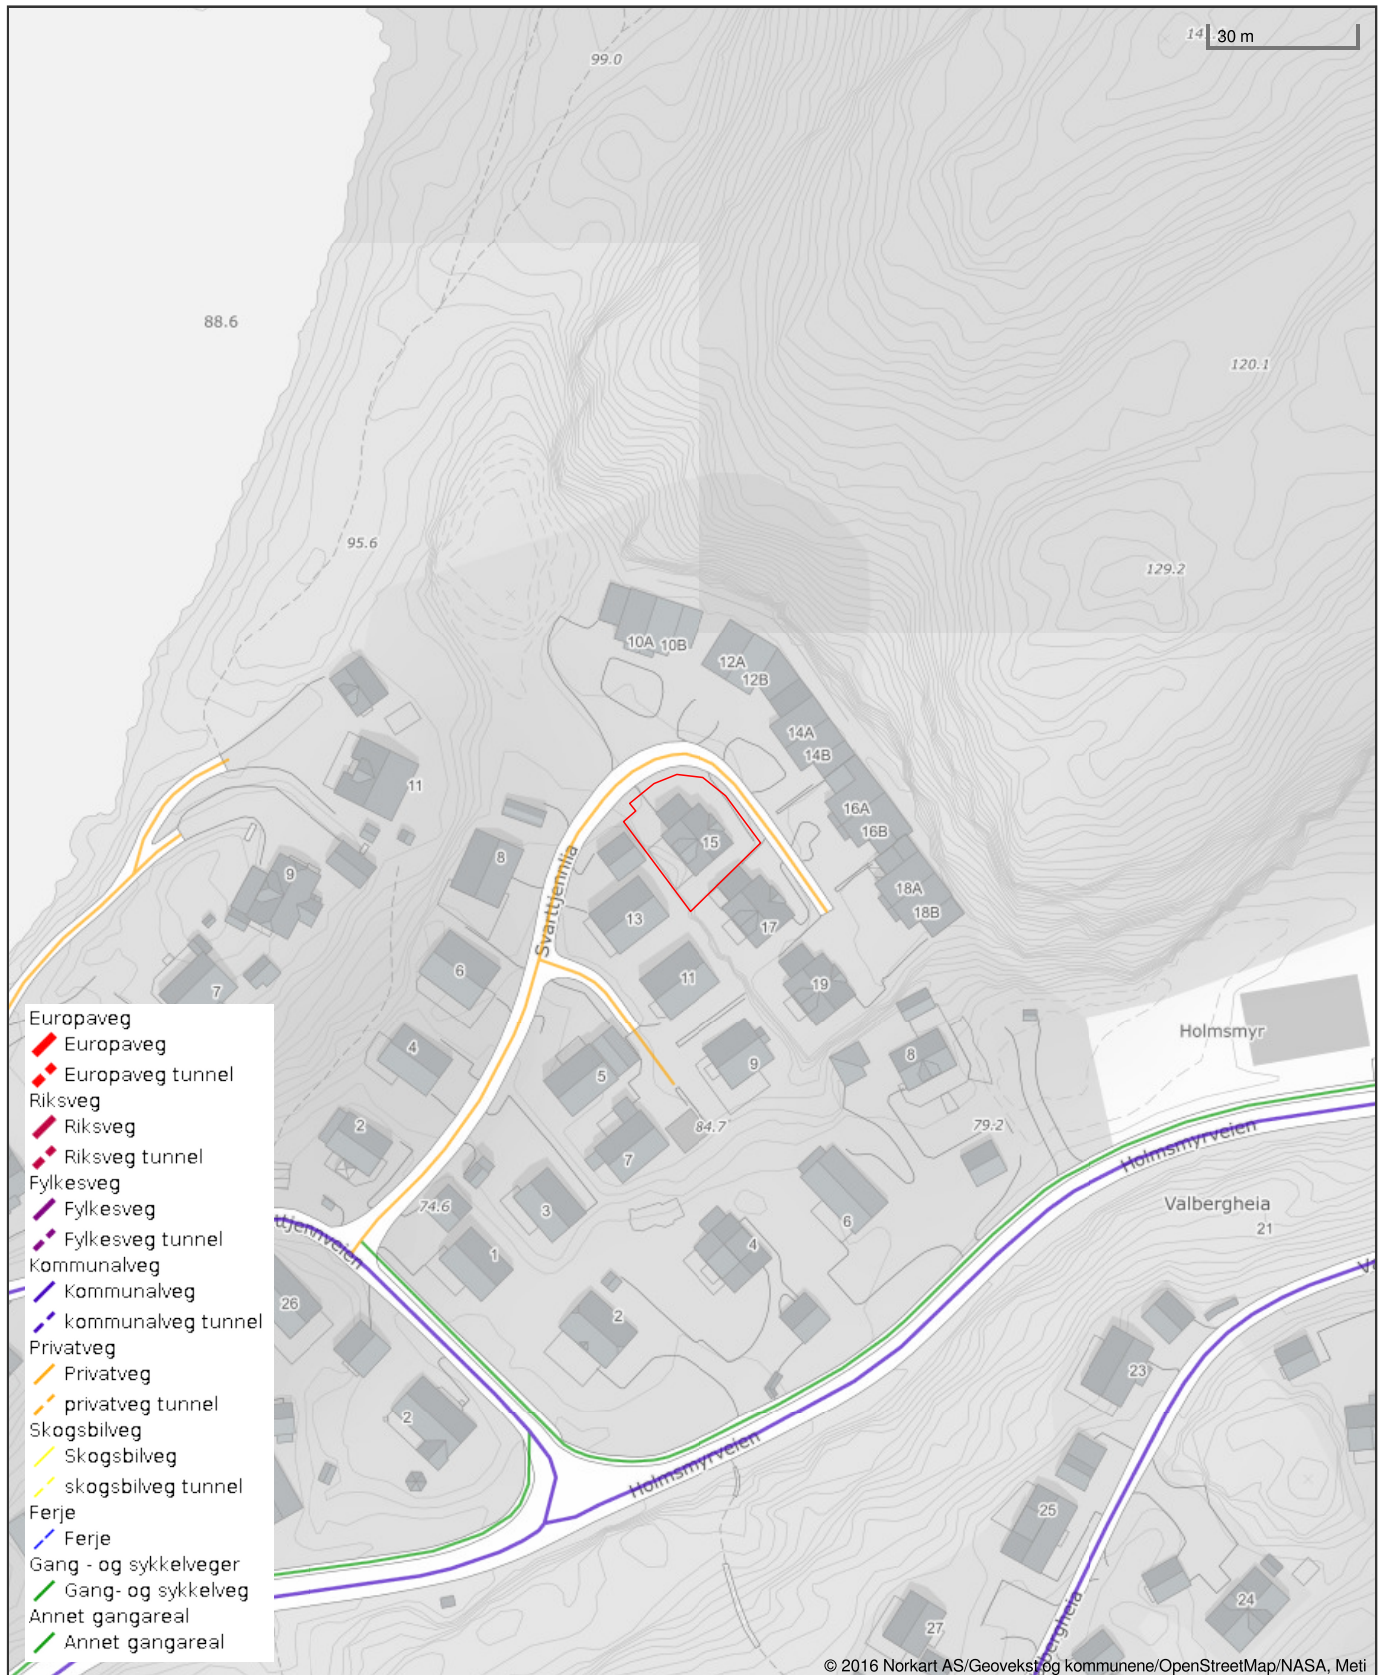 30 m
99.0
88.6
120.1
95.6
129.2
10A
10B
12A
12B
14A
14B
11
16A
16B
15
8
9
18A
18B
13
17
Svarttjennlia
6
11
19
7
Holmsmyr
4
8
9
5
2
84.7
79.2
7
Holmsmyrveien
74.6
3
6
Valbergheia
21
1
4
26
2
23
2
Holmsmyrveien
25
24
27
Europaveg
Europaveg
Europaveg tunnel
Riksveg
Riksveg
Riksveg tunnel
Fylkesveg
Fylkesveg
Fylkesveg tunnel
Kommunalveg
Kommunalveg
kommunalveg tunnel
Privatveg
Privatveg
privatveg tunnel
Skogsbilveg
Skogsbilveg
skogsbilveg tunnel
Ferje
Ferje
Gang - og sykkelveger
Gang- og sykkelveg
Annet gangareal
Annet gangareal
© 2016 Norkart AS/Geovekst og kommunene/OpenStreetMap/NASA, Meti